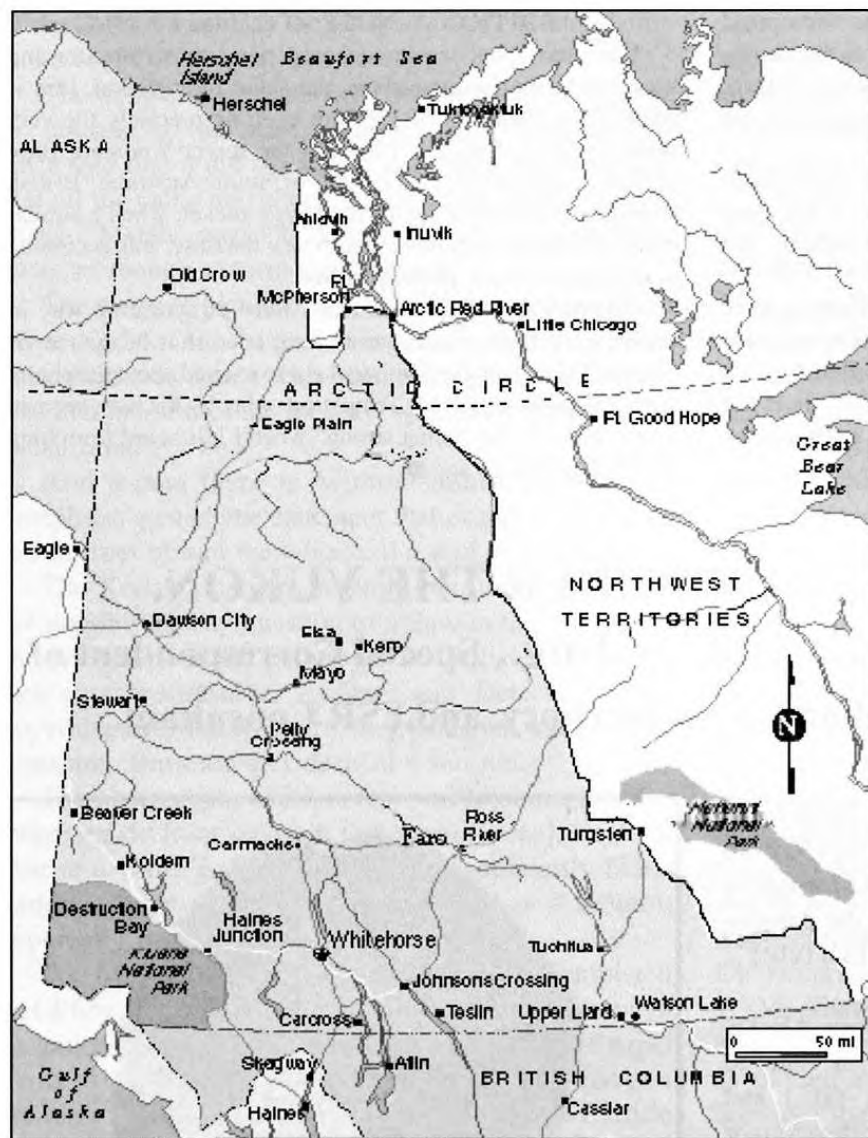 Herschel
Island
Beaufort Sea
Herschel
Tuktoyaktuk
ALASKA
Inuvik
Old Crow
Ft.
McPherson
Arctic Red River
Little Chicago
ARCTIC CIRCLE
Eagle Plain
Ft. Good Hope
Great
Bear
Lake
Eagle
NORTHWEST
TERRITORIES
Dawson City
Elsa
Keno
Mayo
Stewart
Pelly
Crossing
N
Beaver Creek
Carmacks
Faro
Ross
River
Tungsten
National
Park
Koldern
Destruction
Bay
Haines
Junction
Whitehorse
Tuchitua
Kluane
National
Park
Johnsons Crossing
Teslin
Upper Liard
Watson Lake
Carcross
0 50 mi
Skagway
Atlin
BRITISH COLUMBIA
Gulf
of
Alaska
Haines
Cassiar